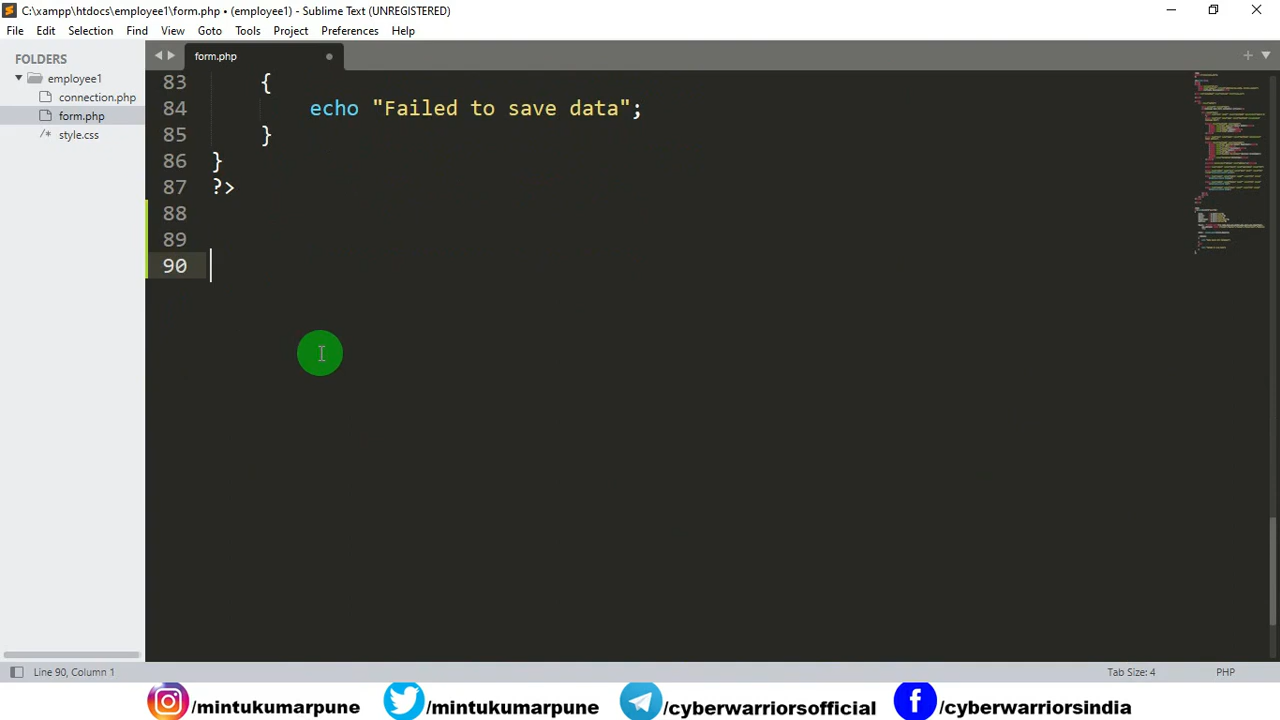 C:\xampp\htdocs\employee1\form.php • (employee1) - Sublime Text (UNREGISTERED)
File Edit Selection Find View Goto Tools Project Preferences Help
FOLDERS
employee1
connection.php
form.php
/* style.css
form.php
83 {
84 echo "Failed to save data";
85 }
86 }
87 ?>
88
89
90
Line 90, Column 1
Tab Size: 4
PHP
/mintukumarpune /mintukumarpune /cyberwarriorsofficial /cyberwarriorsindia